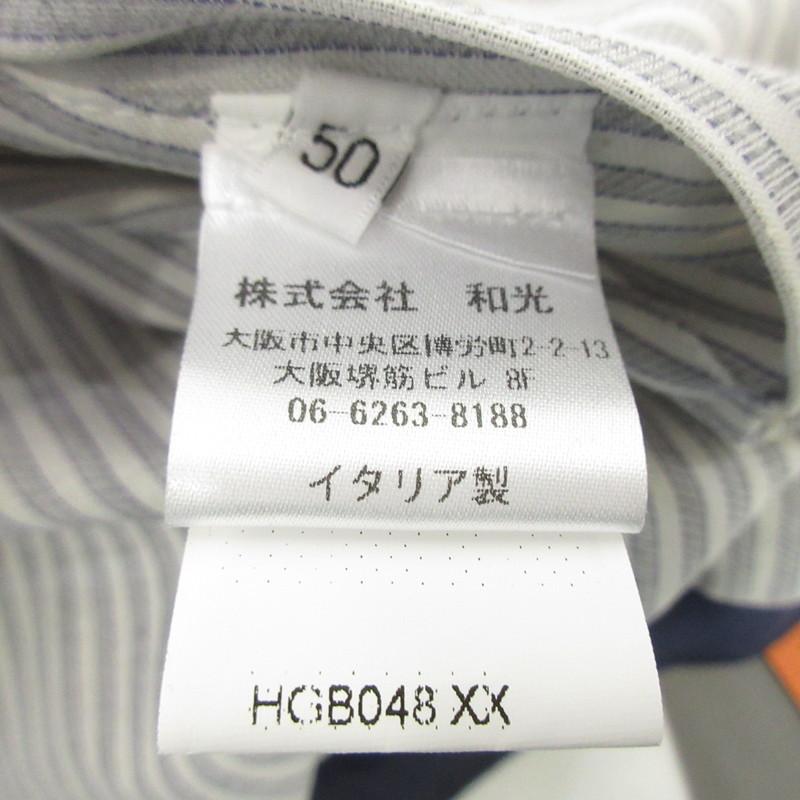 50
株式会社 和光
大阪市中央区博労町2-2-13
大阪堺筋ビル 8F
06-6263-8188
イタリア製
HGB048 XX